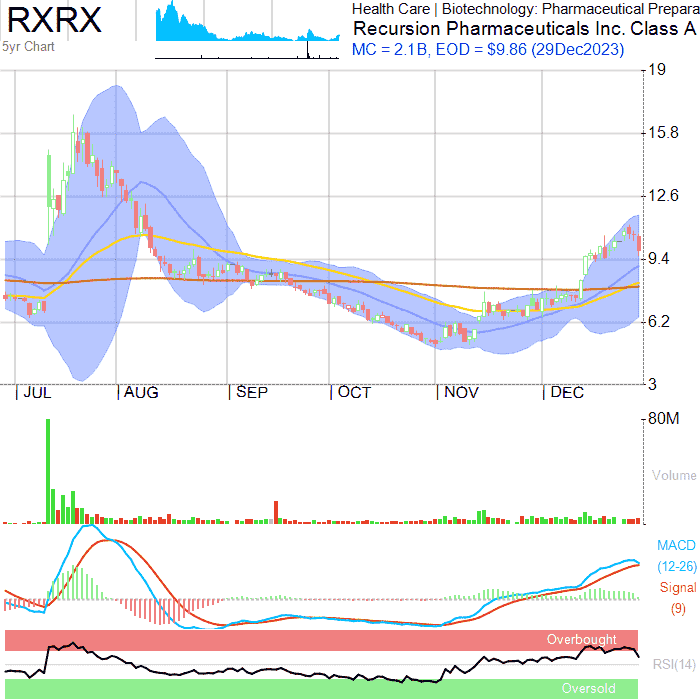 RXRX
5yr Chart
Health Care | Biotechnology: Pharmaceutical Prepara
Recursion Pharmaceuticals Inc. Class A
MC = 2.1B, EOD = $9.86 (29Dec2023)
19
15.8
12.6
9.4
6.2
3
JUL AUG SEP OCT NOV DEC
80M
Volume
MACD
(12-26)
Signal
(9)
Overbought
RSI(14)
Oversold